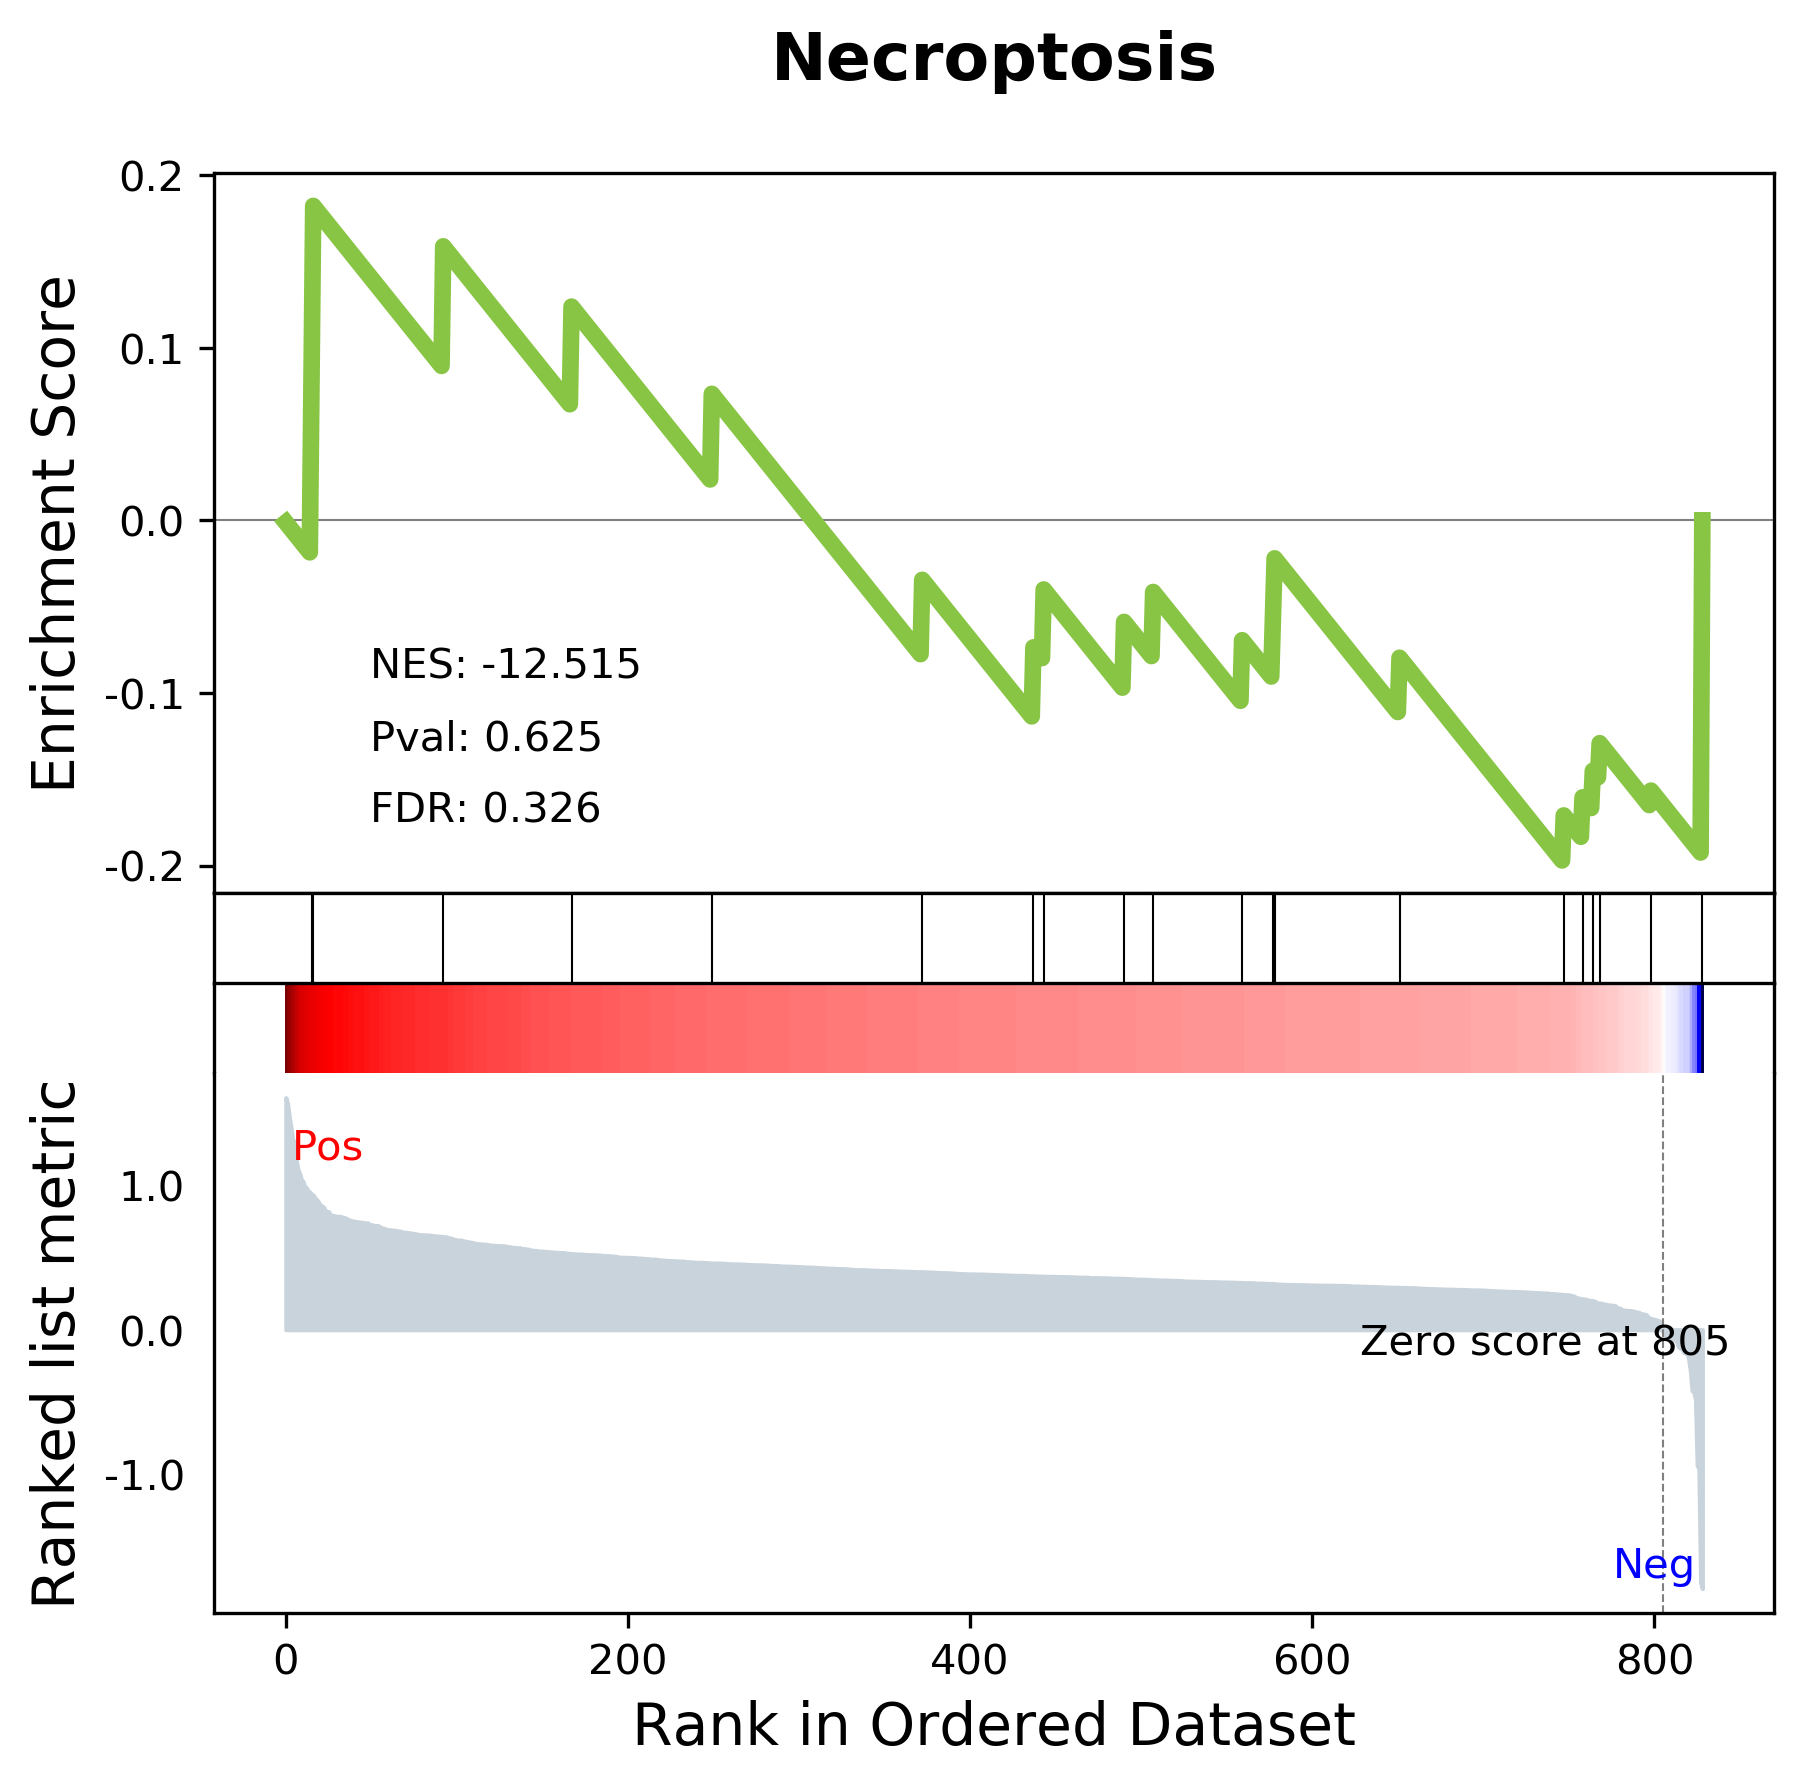 Necroptosis
0.2
0.1
0.0
-0.1
-0.2
Enrichment Score
NES: -12.515
Pval: 0.625
FDR: 0.326
Pos
1.0
0.0
-1.0
Ranked list metric
Zero score at 805
Neg
0 200 400 600 800
Rank in Ordered Dataset